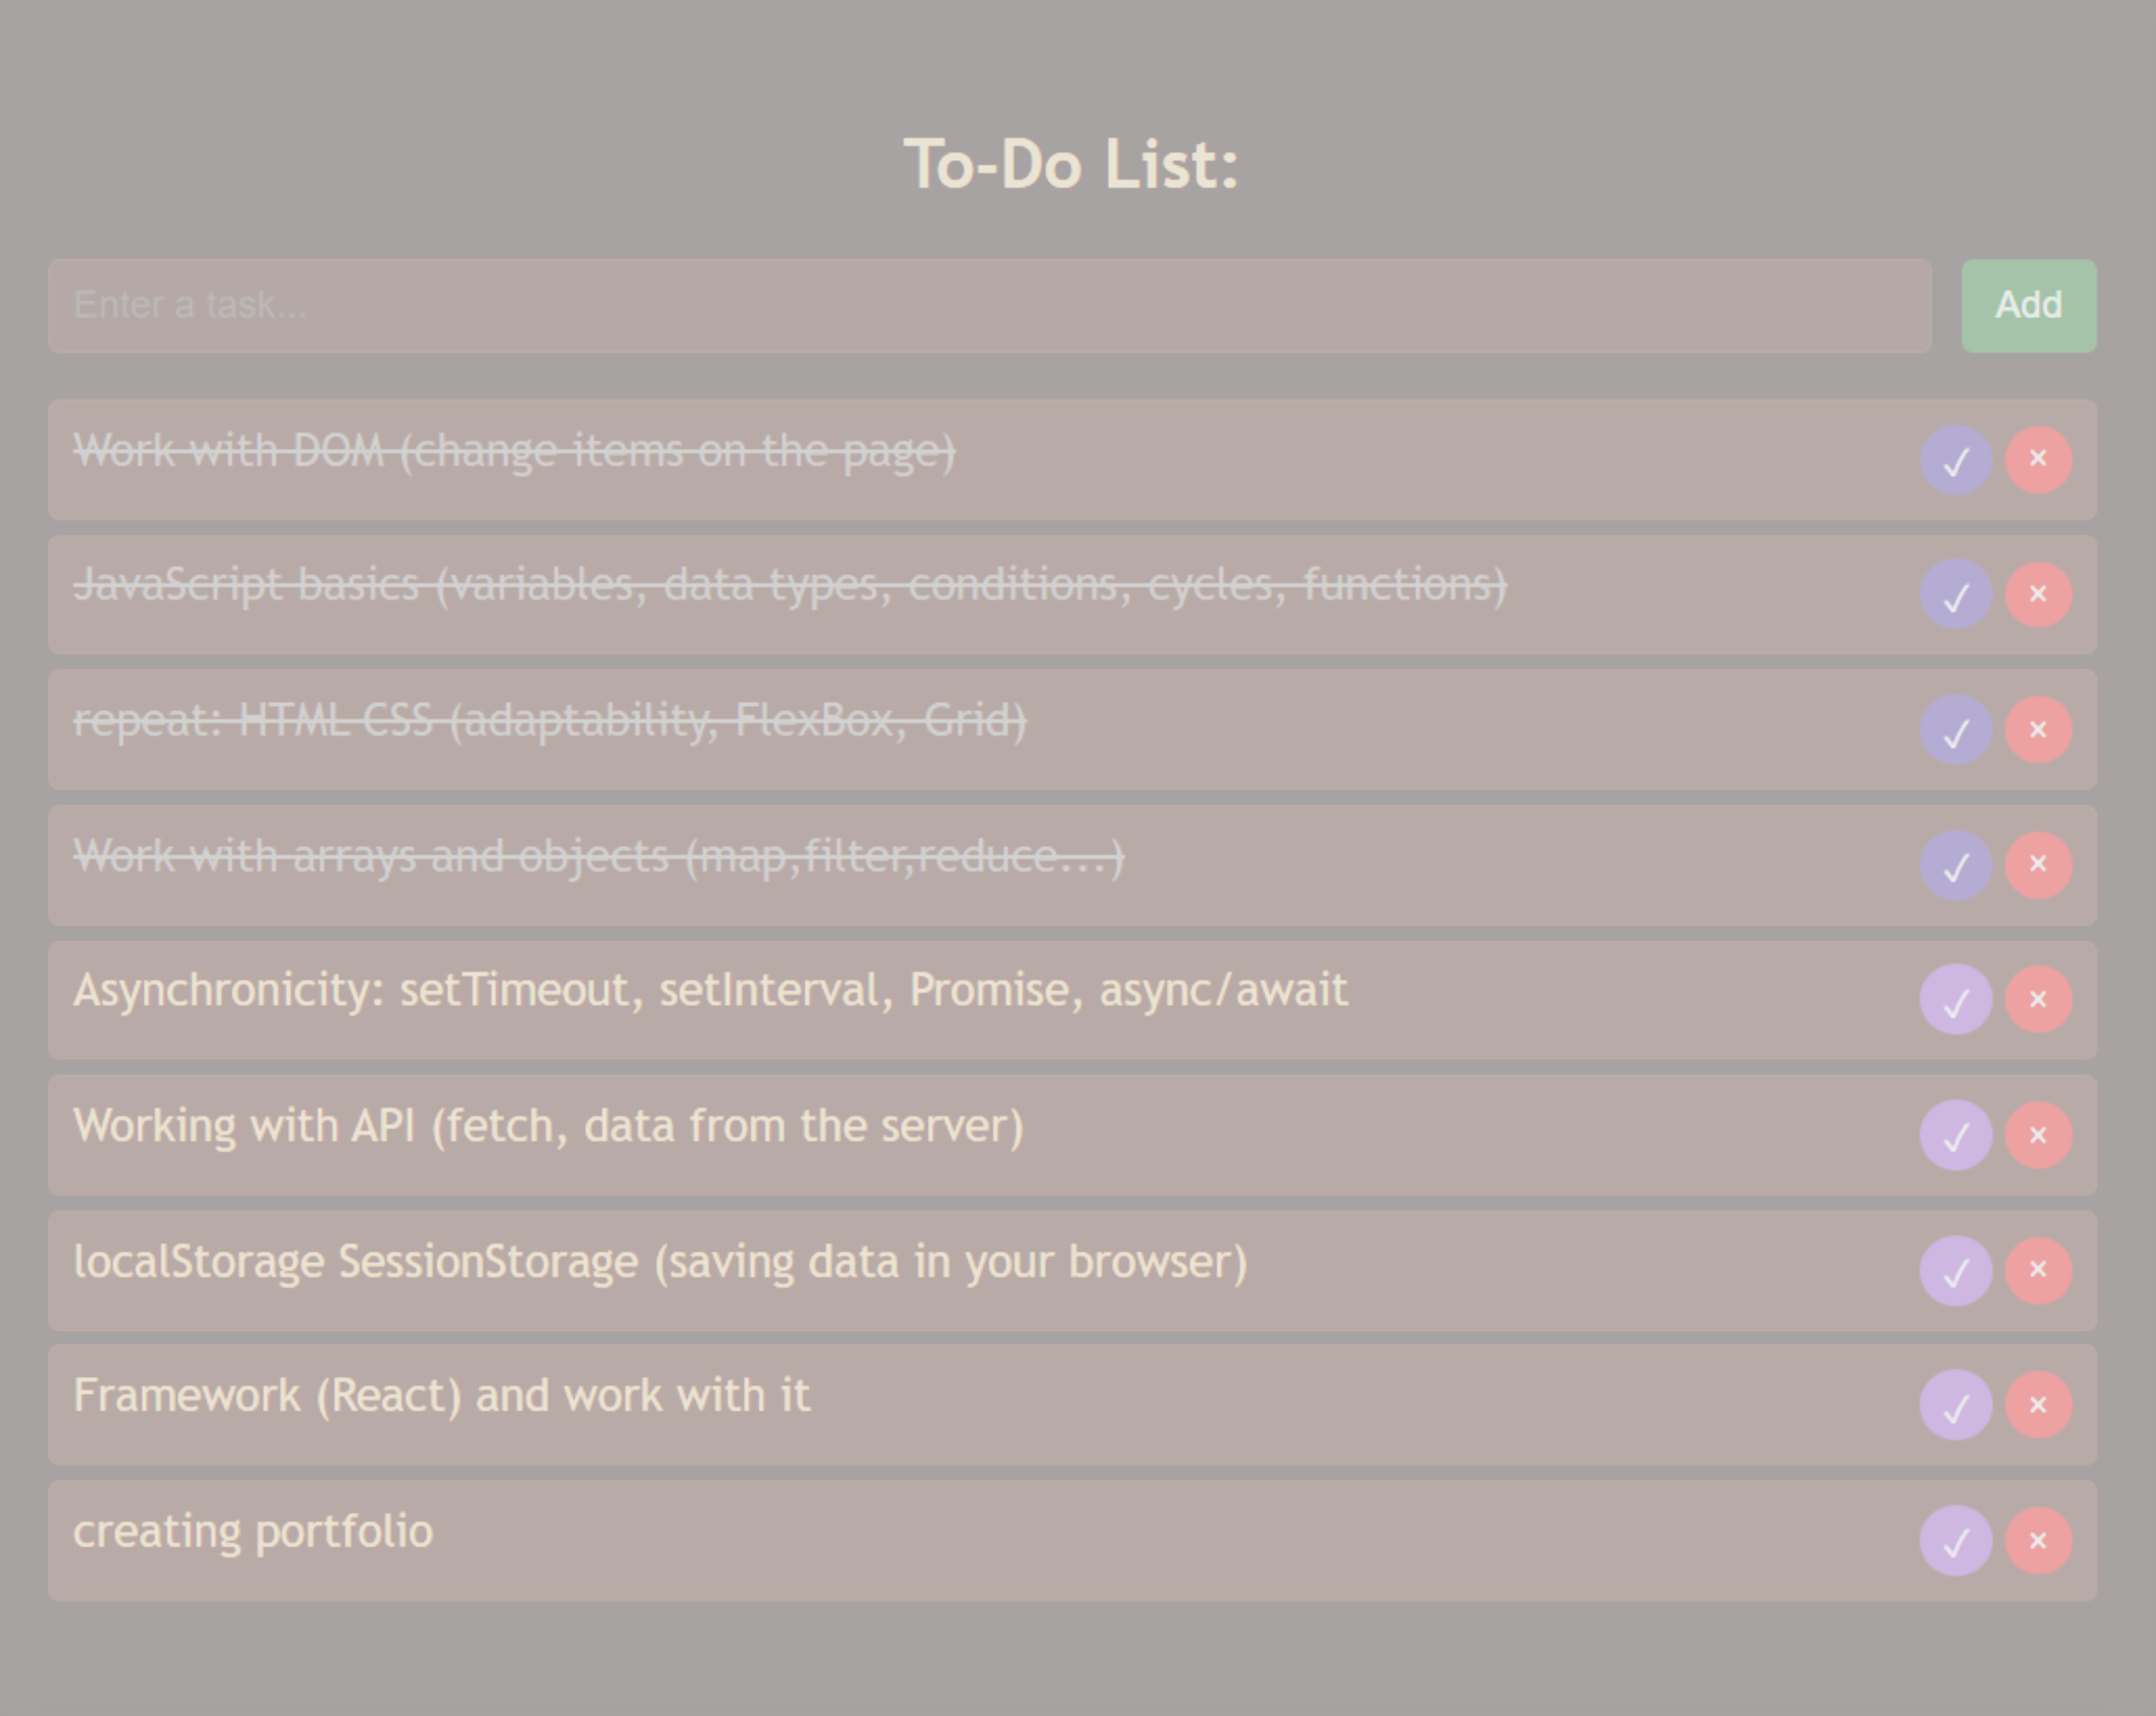 To-Do List:
Enter a task...
Add
Work with DOM (change items on the page)
✓ ×
JavaScript basics (variables, data types, conditions, cycles, functions)
✓ ×
repeat: HTML CSS (adaptability, FlexBox, Grid)
✓ ×
Work with arrays and objects (map,filter,reduce...)
✓ ×
Asynchronicity: setTimeout, setInterval, Promise, async/await
✓ ×
Working with API (fetch, data from the server)
✓ ×
localStorage SessionStorage (saving data in your browser)
✓ ×
Framework (React) and work with it
✓ ×
creating portfolio
✓ ×